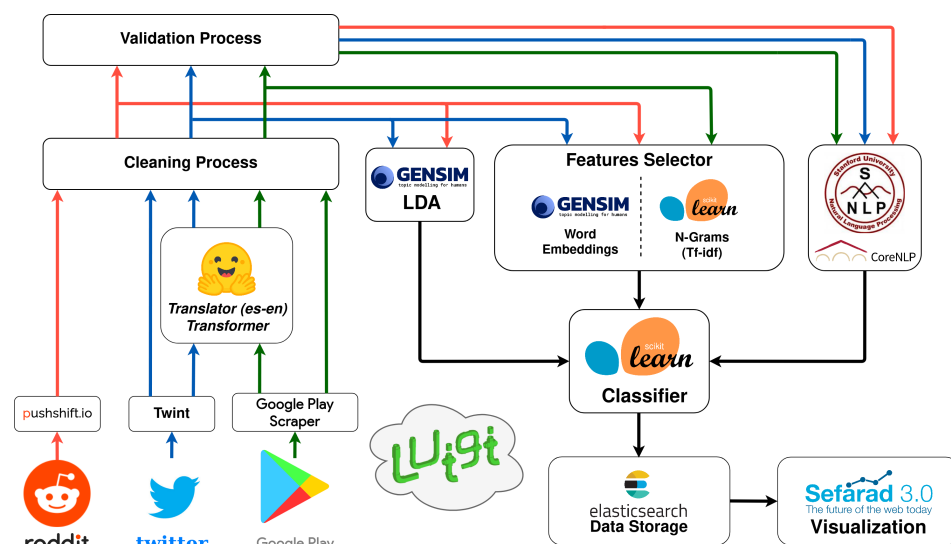 Validation Process
Cleaning Process
GENSIM
topic modelling for humans
LDA
Features Selector
GENSIM
topic modelling for humans
Word
Embeddings
scikit
learn
N-Grams
(Tf-idf)
Stanford University
S
NLP
Natural Language Processing
CoreNLP
Translator (es-en)
Transformer
scikit
learn
Classifier
pushshift.io
Twint
Google Play
Scraper
Luigi
reddit
twitter
Google Play
elasticsearch
Data Storage
Sefarad 3.0
The future of the web today
Visualization